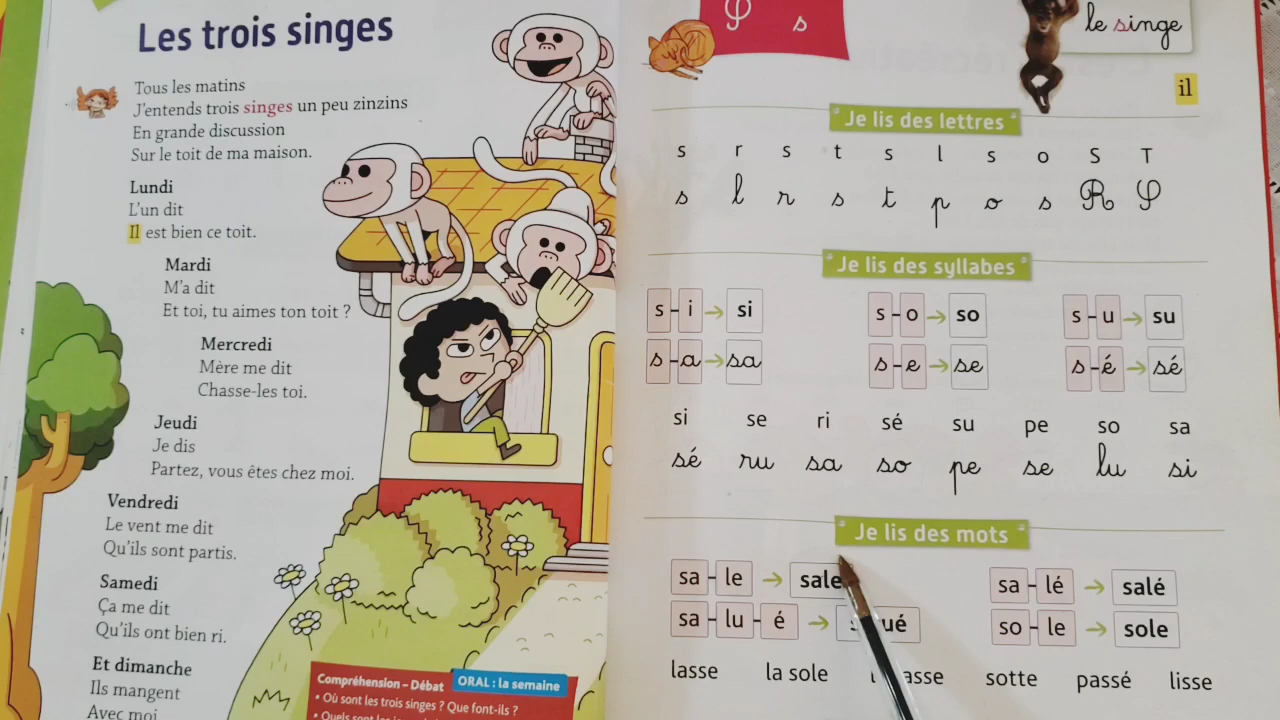 Les trois singes
Tous les matins
J'entends trois singes un peu zinzins
En grande discussion
Sur le toit de ma maison.
Lundi
L'un dit
Il est bien ce toit.
Mardi
M'a dit
Et toi, tu aimes ton toit ?
Mercredi
Mère me dit
Chasse-les toi.
Jeudi
Je dis
Partez, vous êtes chez moi.
Vendredi
Le vent me dit
Qu'ils sont partis.
Samedi
Ça me dit
Qu'ils ont bien ri.
Et dimanche
Ils mangent
Avec moi
Compréhension – Débat ORAL : la semaine
• Où sont les trois singes ? Que font-ils ?
• Quels sont les
S s
le singe
il
Je lis des lettres
s r s t s l s o S T
s l r s t p o s R S
Je lis des syllabes
s - i → si s - o → so s - u → su
s - a → sa s - e → se s - é → sé
si se ri sé su pe so sa
sé ru sa so pe se lu si
Je lis des mots
sa - le → sale sa - lé → salé
sa - lu - é → so - le → sole
lasse la sole sotte passé lisse